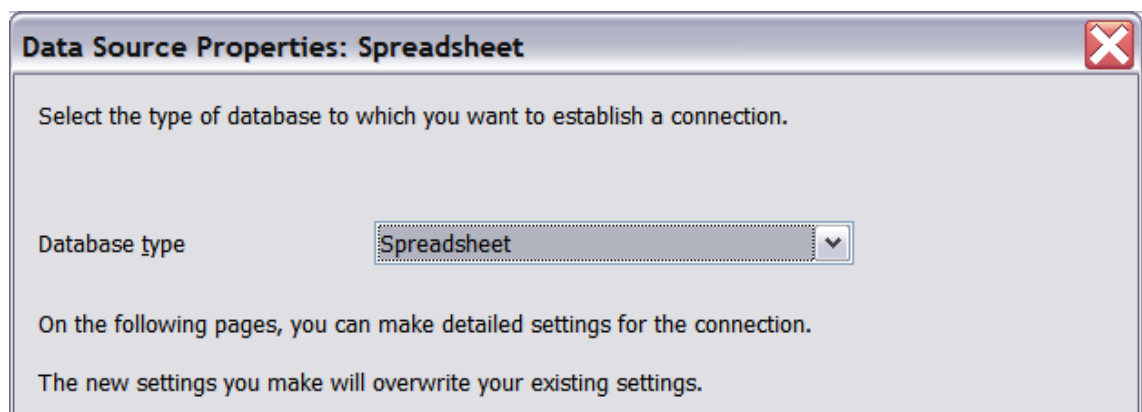 Data Source Properties: Spreadsheet
Select the type of database to which you want to establish a connection.
Database type
Spreadsheet
On the following pages, you can make detailed settings for the connection.
The new settings you make will overwrite your existing settings.